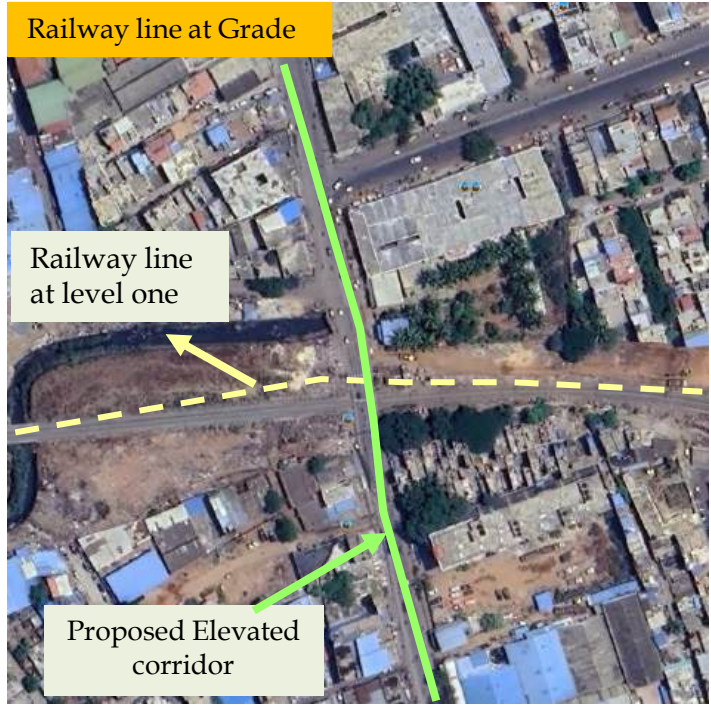 Railway line at Grade
Railway line
at level one
Proposed Elevated
corridor